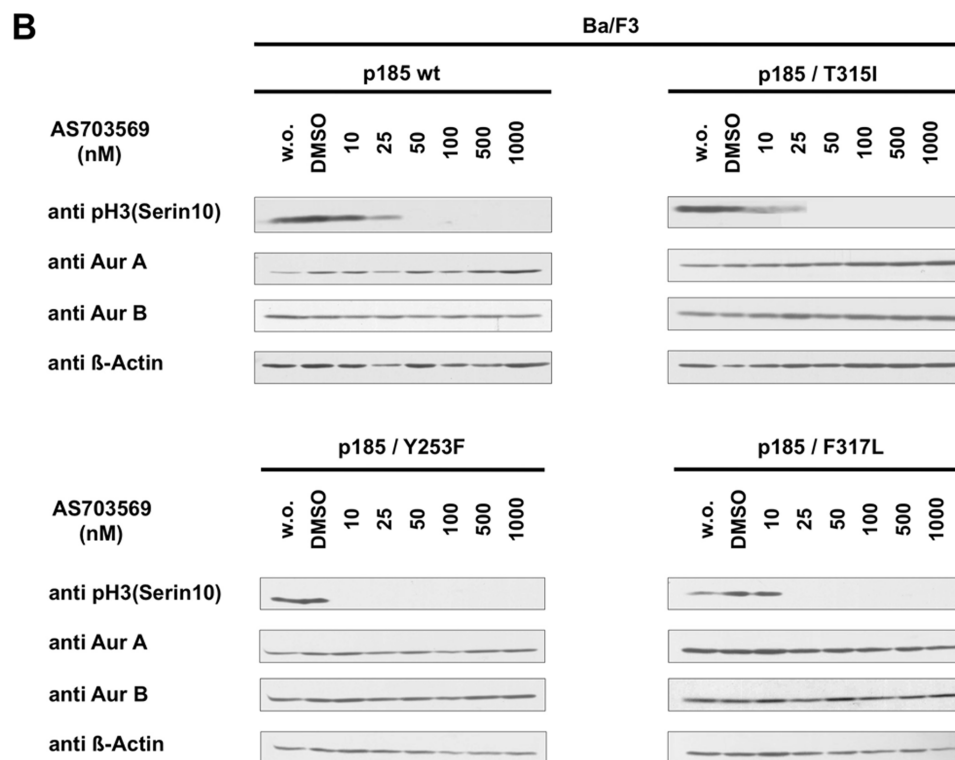 B
Ba/F3
p185 wt
p185 / T315I
AS703569
(nM)
w.o. DMSO 10 25 50 100 500 1000
w.o. DMSO 10 25 50 100 500 1000
anti pH3(Serin10)
anti Aur A
anti Aur B
anti ß-Actin
p185 / Y253F
p185 / F317L
AS703569
(nM)
w.o. DMSO 10 25 50 100 500 1000
w.o. DMSO 10 25 50 100 500 1000
anti pH3(Serin10)
anti Aur A
anti Aur B
anti ß-Actin